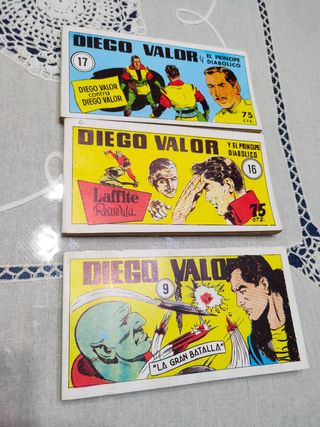 DIEGO VALOR
y EL PRINCIPE
DIABOLICO
17
DIEGO VALOR
contra
DIEGO VALOR
75
CTS.
DIEGO VALOR
Y EL PRINCIPE
DIABOLICO
16
Laffite
Recuerda
75
CTS.
DIEGO VALOR
9
"LA GRAN BATALLA"